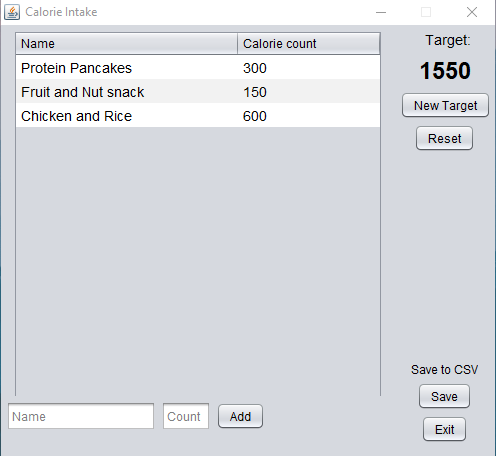 Calorie Intake
Name Calorie count
Protein Pancakes 300
Fruit and Nut snack 150
Chicken and Rice 600
Target:
1550
New Target
Reset
Save to CSV
Save
Exit
Name Count Add